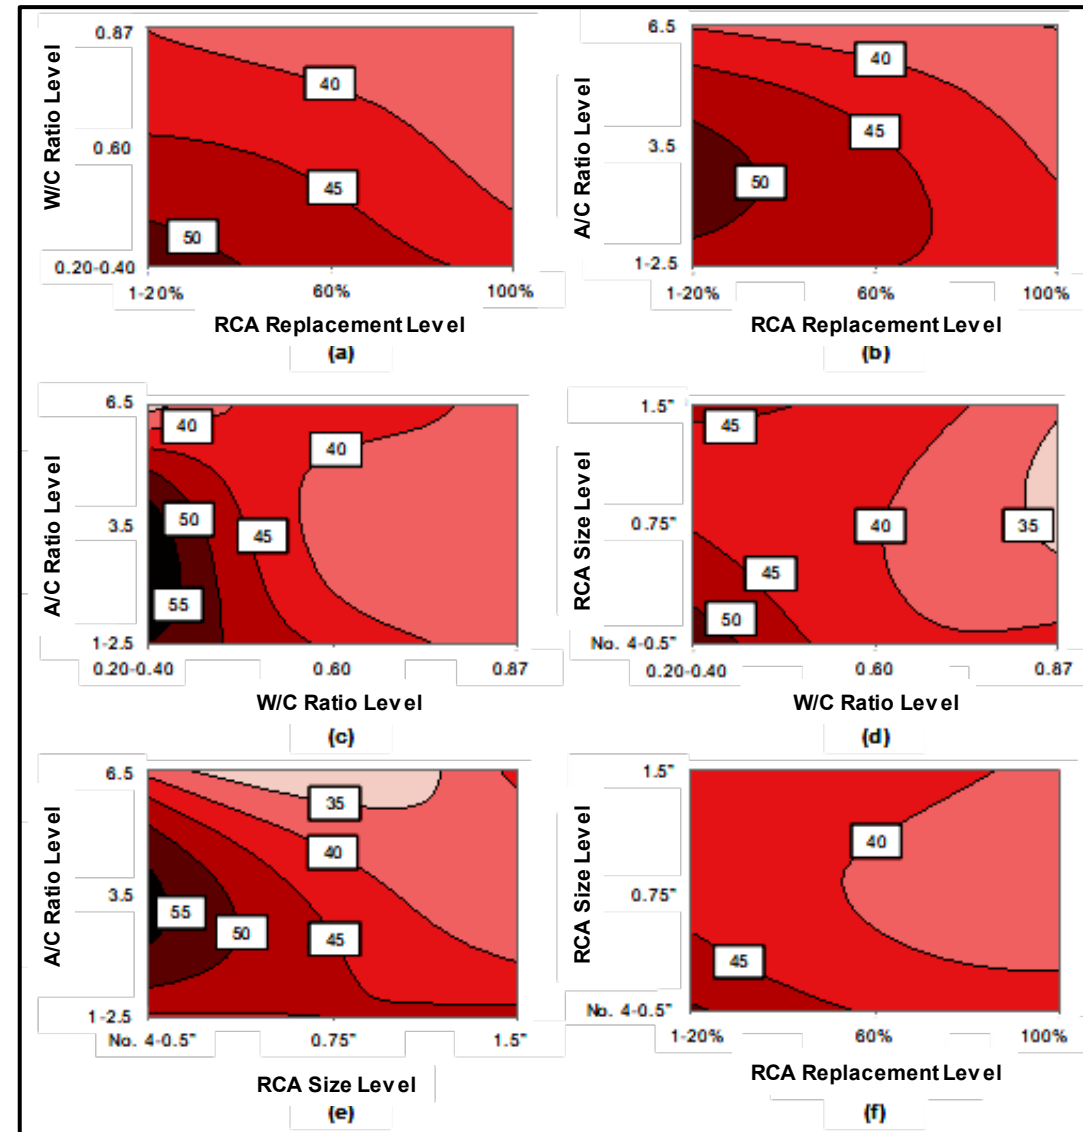 0.87
W/C Ratio Level
0.60
0.20-0.40
40
45
50
1-20%
60%
100%
RCA Replacement Level
(a)
6.5
A/C Ratio Level
3.5
1-2.5
40
45
50
1-20%
60%
100%
RCA Replacement Level
(b)
6.5
A/C Ratio Level
3.5
1-2.5
40
40
50
45
55
0.20-0.40
0.60
0.87
W/C Ratio Level
(c)
1.5"
RCA Size Level
0.75"
No. 4-0.5"
45
40
35
45
50
0.20-0.40
0.60
0.87
W/C Ratio Level
(d)
6.5
A/C Ratio Level
3.5
1-2.5
35
40
55
50
45
No. 4-0.5"
0.75"
1.5"
RCA Size Level
(e)
1.5"
RCA Size Level
0.75"
No. 4-0.5"
40
45
1-20%
60%
100%
RCA Replacement Level
(f)